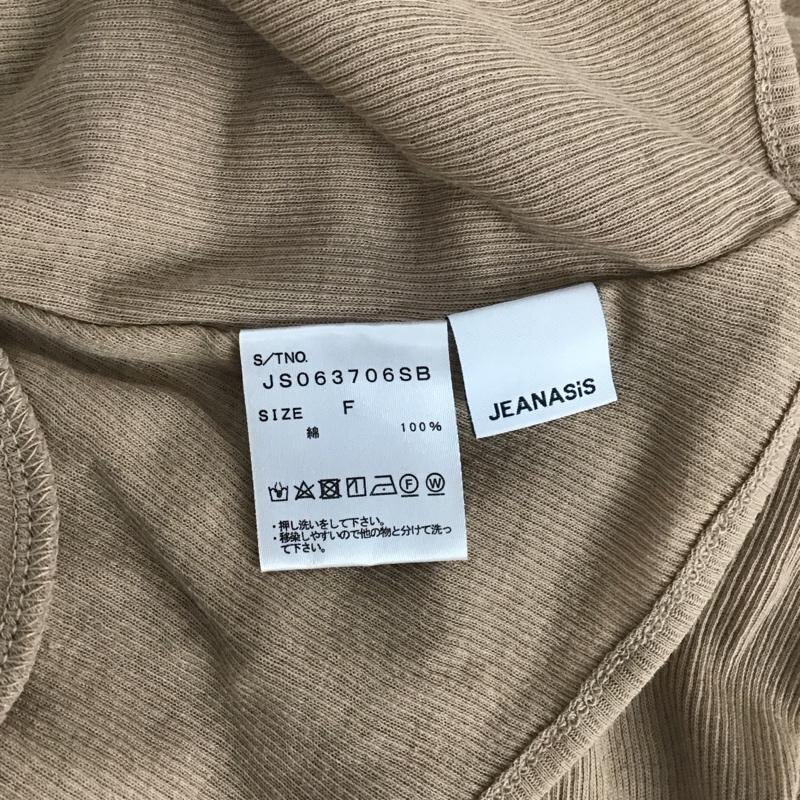 S/TNO.
JS063706SB
SIZE F
綿 100%
F W
・押し洗いをして下さい。
・移染しやすいので他の物と分けて洗っ
て下さい。
JEANASiS